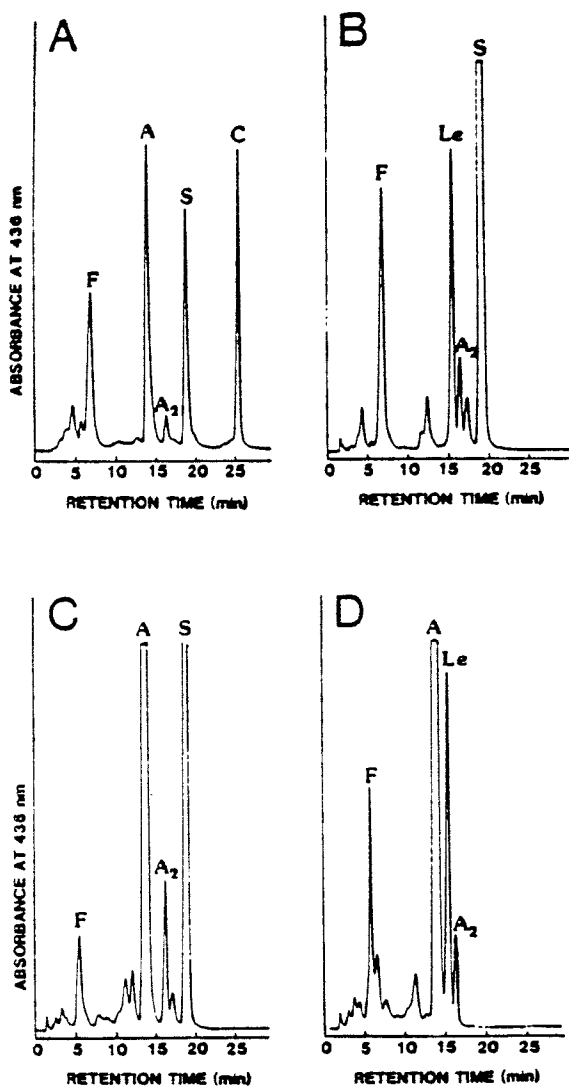 A
B
F
A
A₂
S
C
ABSORBANCE AT 436 nm
0 5 10 15 20 25
RETENTION TIME (min)
F
Le
A₂
S
0 5 10 15 20 25
RETENTION TIME (min)
C
D
F
A
A₂
S
ABSORBANCE AT 436 nm
0 5 10 15 20 25
RETENTION TIME (min)
F
A
Le
A₂
0 5 10 15 20 25
RETENTION TIME (min)